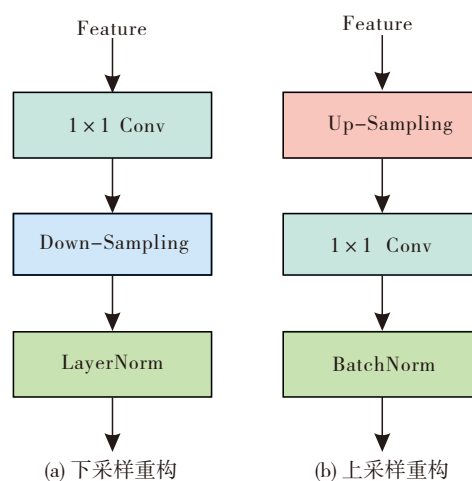 Feature
1×1 Conv
Down-Sampling
LayerNorm
(a) 下采样重构
Feature
Up-Sampling
1×1 Conv
BatchNorm
(b) 上采样重构